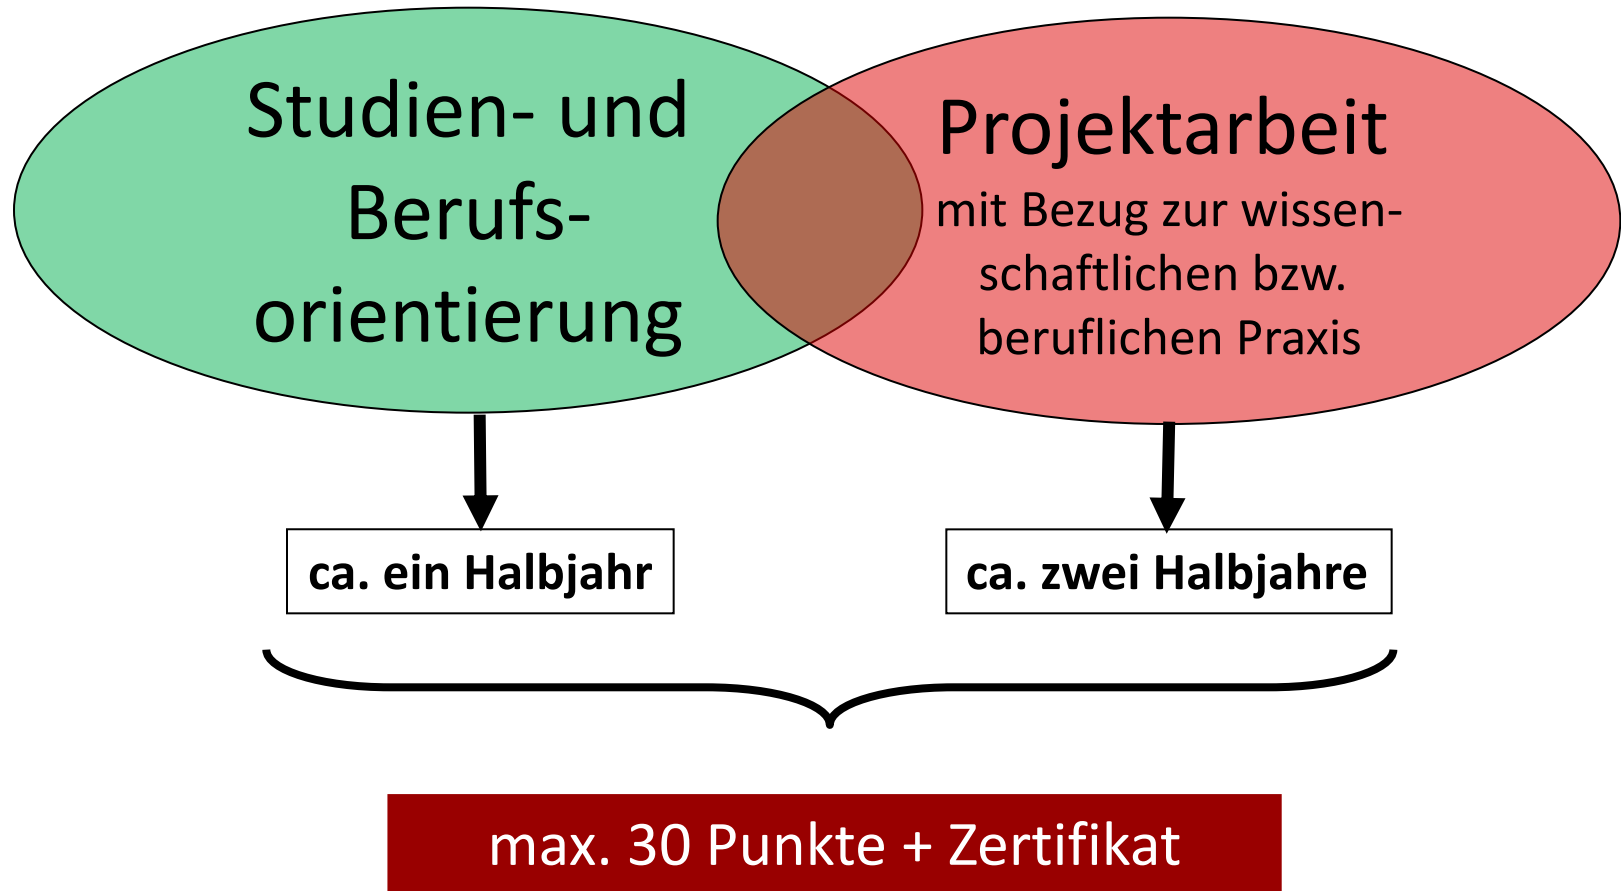 Studien- und
Berufs-
orientierung
Projektarbeit
mit Bezug zur wissen-
schaftlichen bzw.
beruflichen Praxis
ca. ein Halbjahr
ca. zwei Halbjahre
max. 30 Punkte + Zertifikat